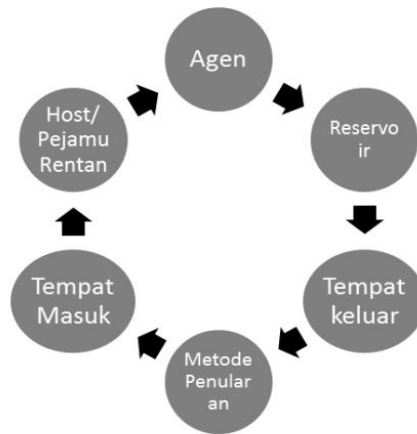 Agen
Reservo
ir
Tempat
keluar
Metode
Penular
an
Tempat
Masuk
Host/
Pejamu
Rentan